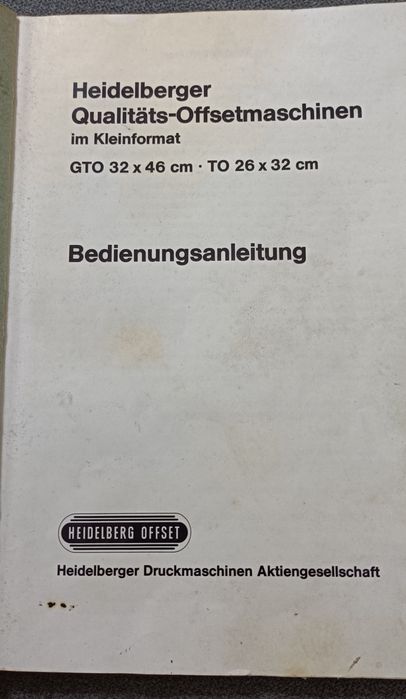 Heidelberger
Qualitäts-Offsetmaschinen
im Kleinformat
GTO 32 x 46 cm · TO 26 x 32 cm
Bedienungsanleitung
HEIDELBERG OFFSET
Heidelberger Druckmaschinen Aktiengesellschaft